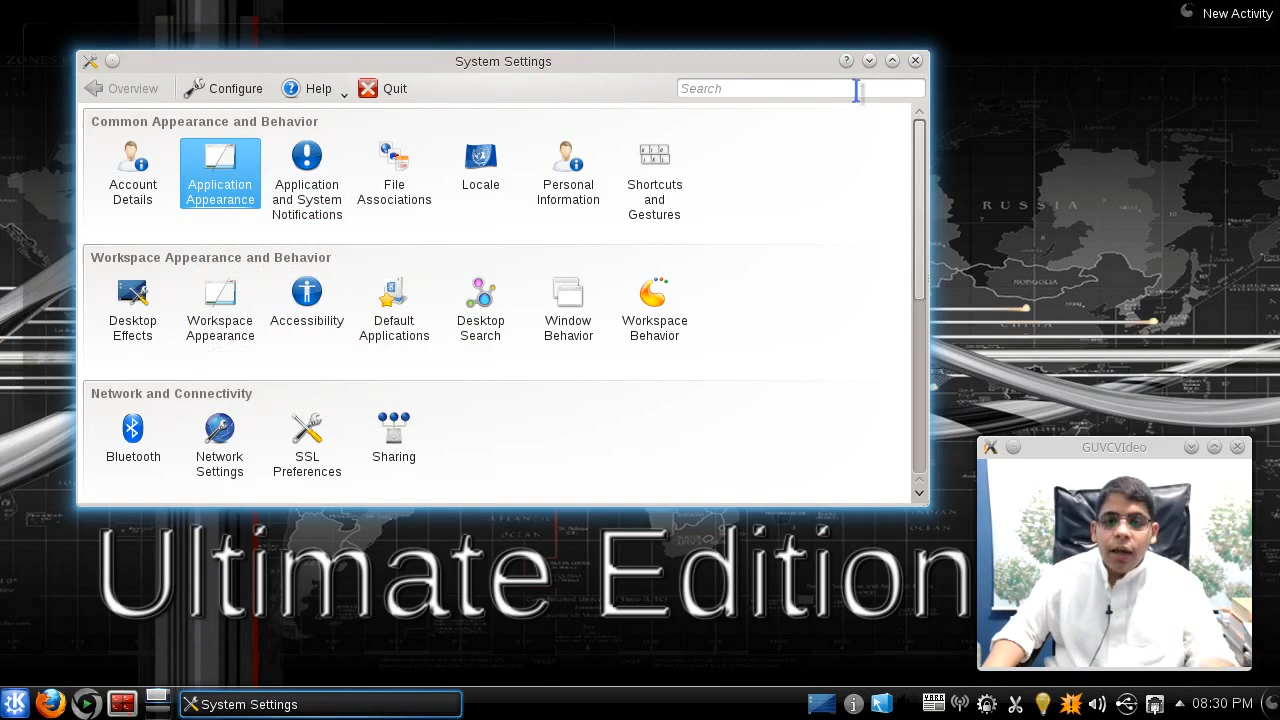 New Activity
System Settings
Overview
Configure
Help
Quit
Search
Common Appearance and Behavior
Account
Details
Application
Appearance
Application
and System
Notifications
File
Associations
Locale
Personal
Information
Shortcuts
and
Gestures
Workspace Appearance and Behavior
Desktop
Effects
Workspace
Appearance
Accessibility
Default
Applications
Desktop
Search
Window
Behavior
Workspace
Behavior
Network and Connectivity
Bluetooth
Network
Settings
SSL
Preferences
Sharing
RUSSIA
MONGOLIA
CHINA
GUVCVIdeo
Ultimate Edition
System Settings
08:30 PM